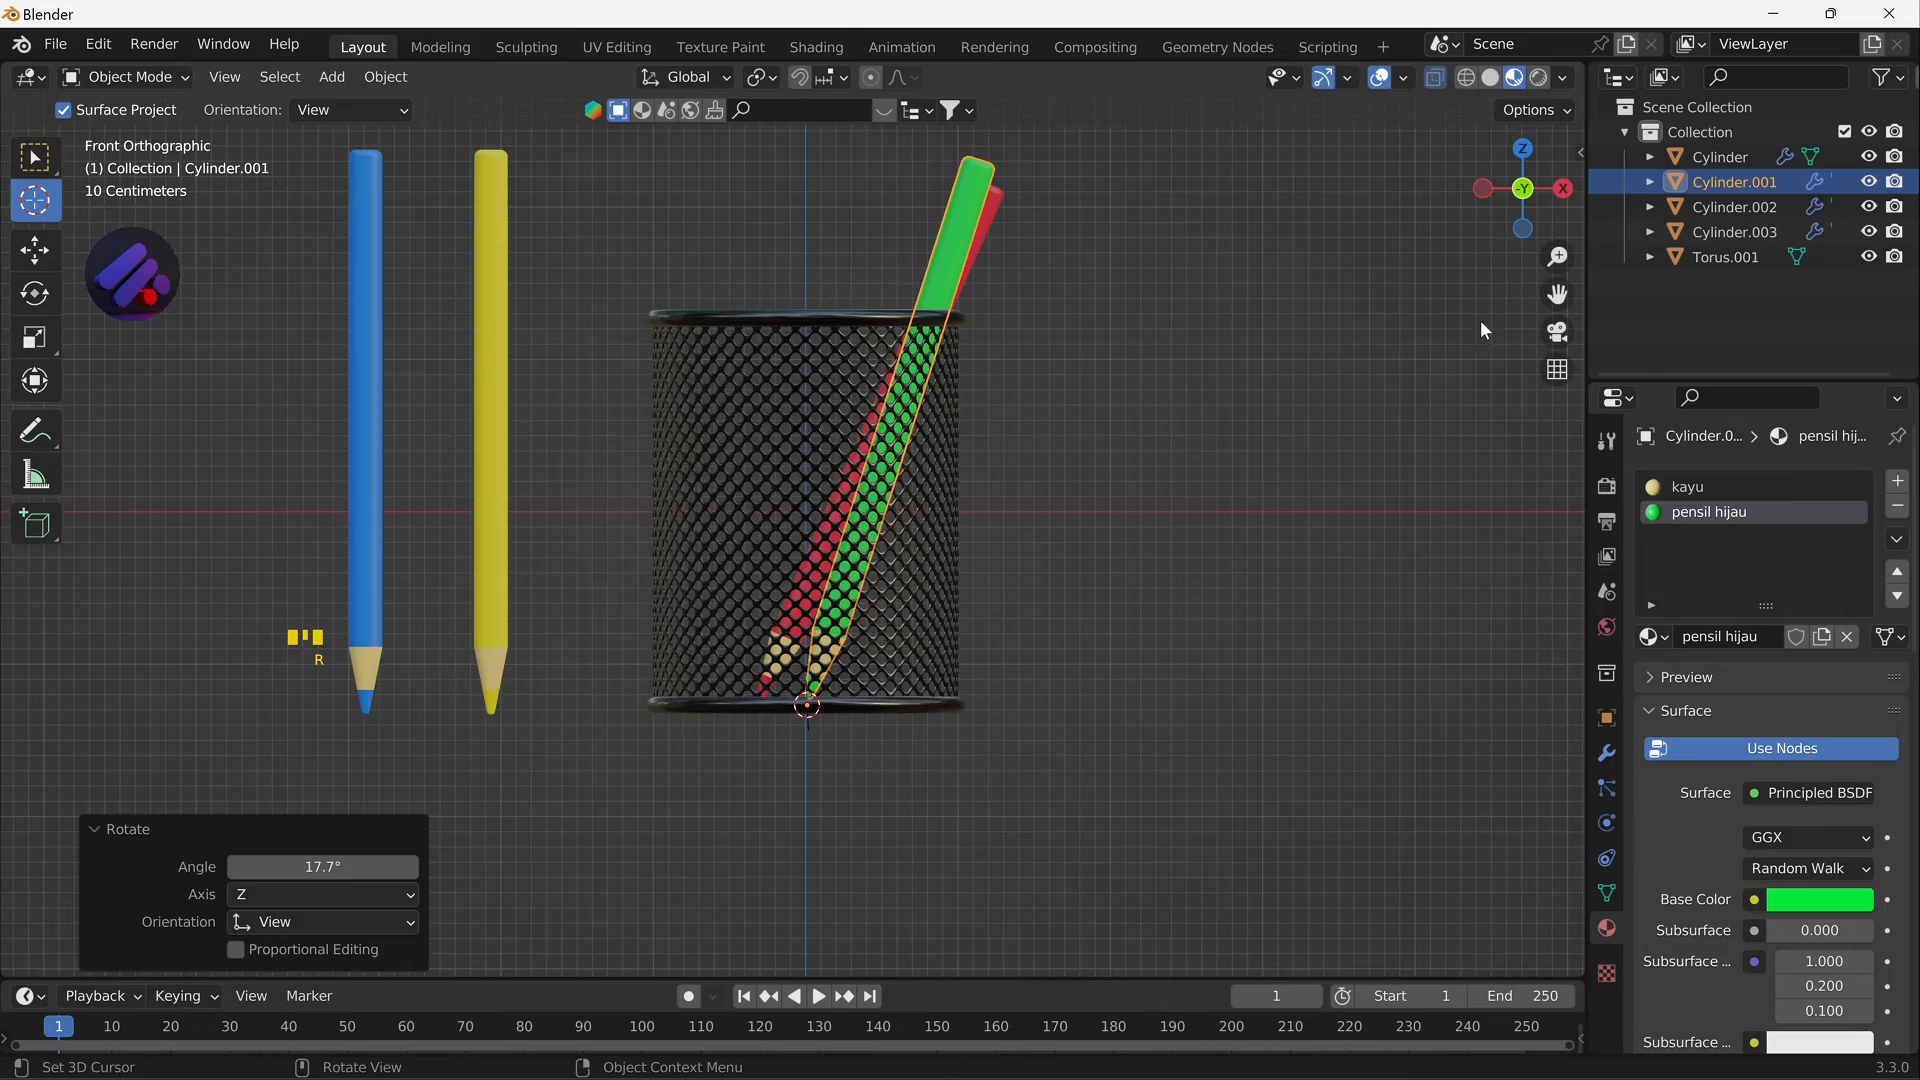 Blender
File Edit Render Window Help
Layout Modeling Sculpting UV Editing Texture Paint Shading Animation Rendering Compositing Geometry Nodes Scripting +
Scene
ViewLayer
Object Mode View Select Add Object
Global
Surface Project Orientation: View
Options
Front Orthographic
(1) Collection | Cylinder.001
10 Centimeters
Z
X
-Y
R
Rotate
Angle 17.7°
Axis Z
Orientation View
Proportional Editing
Scene Collection
Collection
Cylinder
Cylinder.001
Cylinder.002
Cylinder.003
Torus.001
Cylinder.0... pensil hij...
kayu
pensil hijau
pensil hijau
Preview
Surface
Use Nodes
Surface Principled BSDF
GGX
Random Walk
Base Color
Subsurface 0.000
Subsurface ... 1.000
0.200
0.100
Subsurface ...
Playback Keying View Marker
1 Start 1 End 250
1 10 20 30 40 50 60 70 80 90 100 110 120 130 140 150 160 170 180 190 200 210 220 230 240 250
Set 3D Cursor Rotate View Object Context Menu 3.3.0